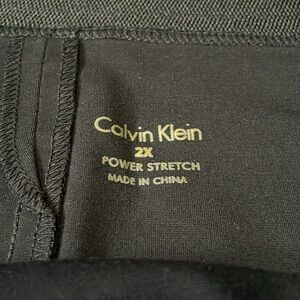 Calvin Klein
2X
POWER STRETCH
MADE IN CHINA